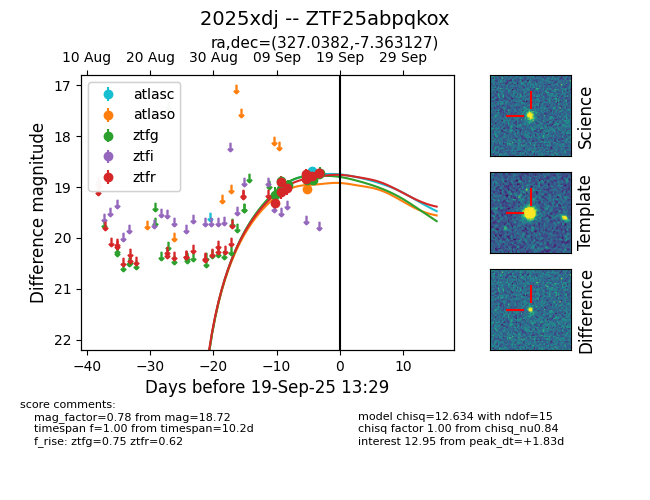 2025xdj -- ZTF25abpqkox
ra,dec=(327.0382,-7.363127)
10 Aug 20 Aug 30 Aug 09 Sep 19 Sep 29 Sep
17
18
19
20
21
22
Difference magnitude
atlasc
atlaso
ztfg
ztfi
ztfr
−40 −30 −20 −10 0 10
Days before 19-Sep-25 13:29
Science
Template
Difference
score comments:
mag_factor=0.78 from mag=18.72
timespan f=1.00 from timespan=10.2d
f_rise: ztfg=0.75 ztfr=0.62
model chisq=12.634 with ndof=15
chisq factor 1.00 from chisq_nu0.84
interest 12.95 from peak_dt=+1.83d